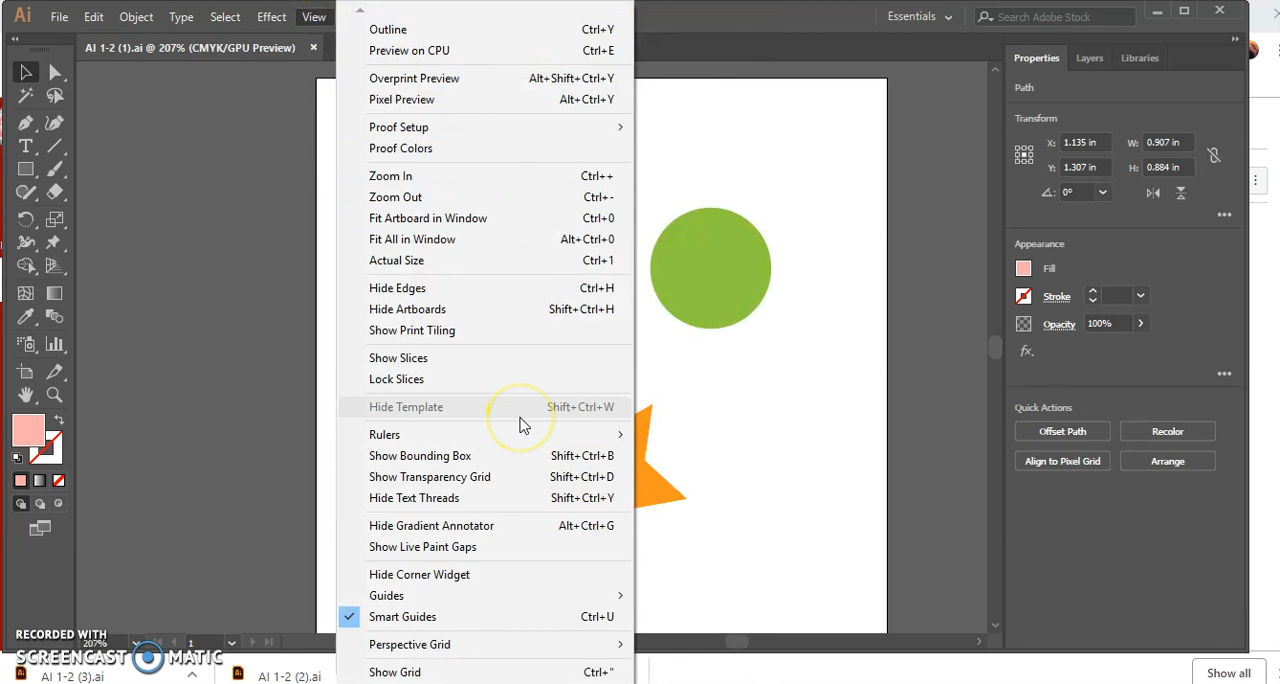 Ai File Edit Object Type Select Effect View Essentials Search Adobe Stock
AI 1-2 (1).ai @ 207% (CMYK/GPU Preview) ×
Outline Ctrl+Y
Preview on CPU Ctrl+E
Overprint Preview Alt+Shift+Ctrl+Y
Pixel Preview Alt+Ctrl+Y
Proof Setup
Proof Colors
Zoom In Ctrl++
Zoom Out Ctrl+-
Fit Artboard in Window Ctrl+0
Fit All in Window Alt+Ctrl+0
Actual Size Ctrl+1
Hide Edges Ctrl+H
Hide Artboards Shift+Ctrl+H
Show Print Tiling
Show Slices
Lock Slices
Hide Template Shift+Ctrl+W
Rulers
Show Bounding Box Shift+Ctrl+B
Show Transparency Grid Shift+Ctrl+D
Hide Text Threads Shift+Ctrl+Y
Hide Gradient Annotator Alt+Ctrl+G
Show Live Paint Gaps
Hide Corner Widget
Guides
Smart Guides Ctrl+U
Perspective Grid
Show Grid Ctrl+"
Properties Layers Libraries
Path
Transform
X: 1.135 in W: 0.907 in
Y: 1.307 in H: 0.884 in
0°
Appearance
Fill
Stroke
Opacity 100%
fx.
Quick Actions
Offset Path Recolor
Align to Pixel Grid Arrange
207% 1
RECORDED WITH
SCREENCAST MATIC
AI 1-2 (3).ai AI 1-2 (2).ai Show all